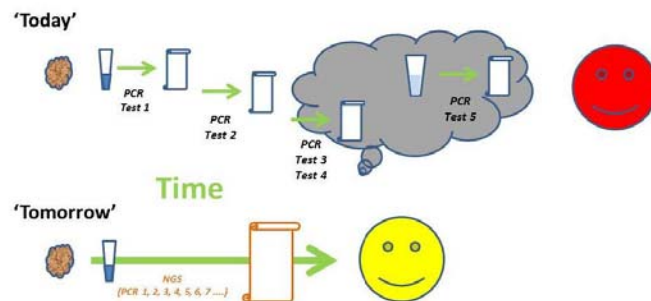 'Today'
PCR
Test 1
PCR
Test 2
PCR
Test 3
Test 4
PCR
Test 5
Time
'Tomorrow'
NGS
(PCR 1, 2, 3, 4, 5, 6, 7 ....)